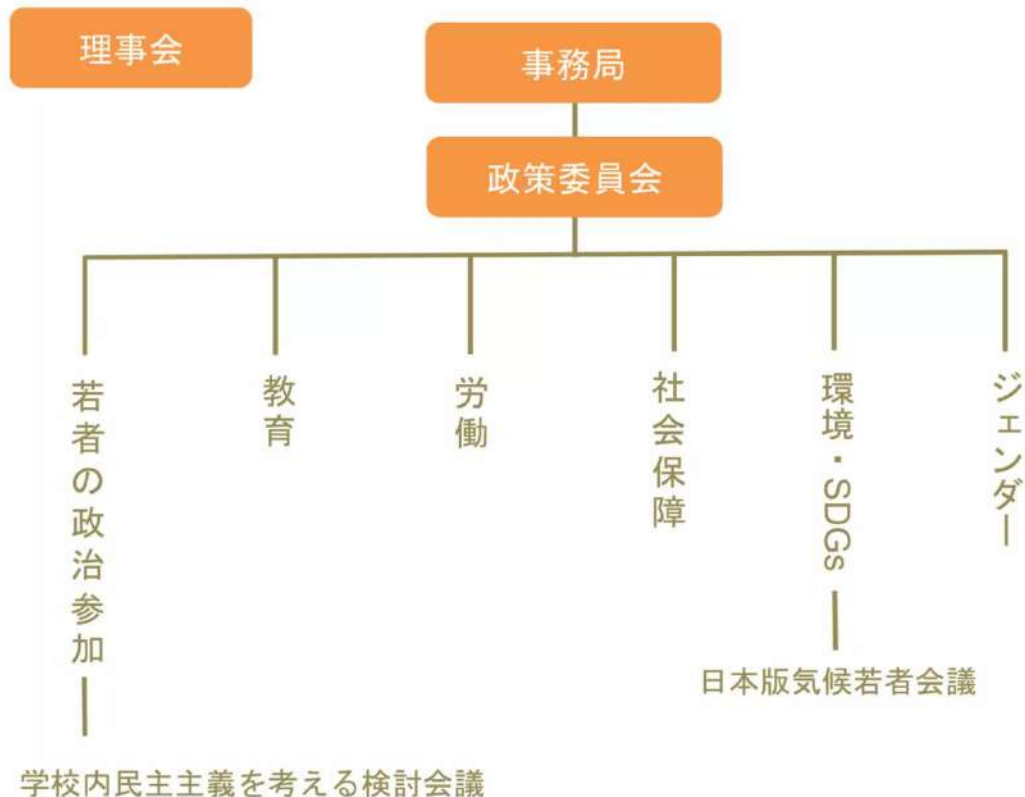 理事会
事務局
政策委員会
若者の政治参加
教育
労働
社会保障
環境・SDGs
ジェンダー
日本版気候若者会議
学校内民主主義を考える検討会議